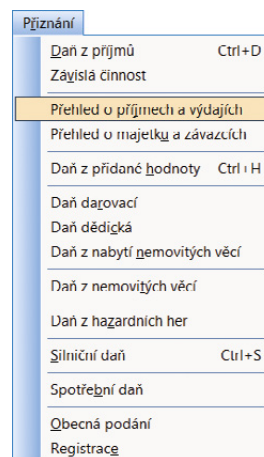 Přiznání
Daň z příjmů Ctrl+D
Závislá činnost
Přehled o příjmech a výdajích
Přehled o majetku a závazcích
Daň z přidané hodnoty Ctrl+H
Daň darovací
Daň dědická
Daň z nabytí nemovitých věcí
Daň z nemovitých věcí
Daň z hazardních her
Silniční daň Ctrl+S
Spotřební daň
Obecná podání
Registrace